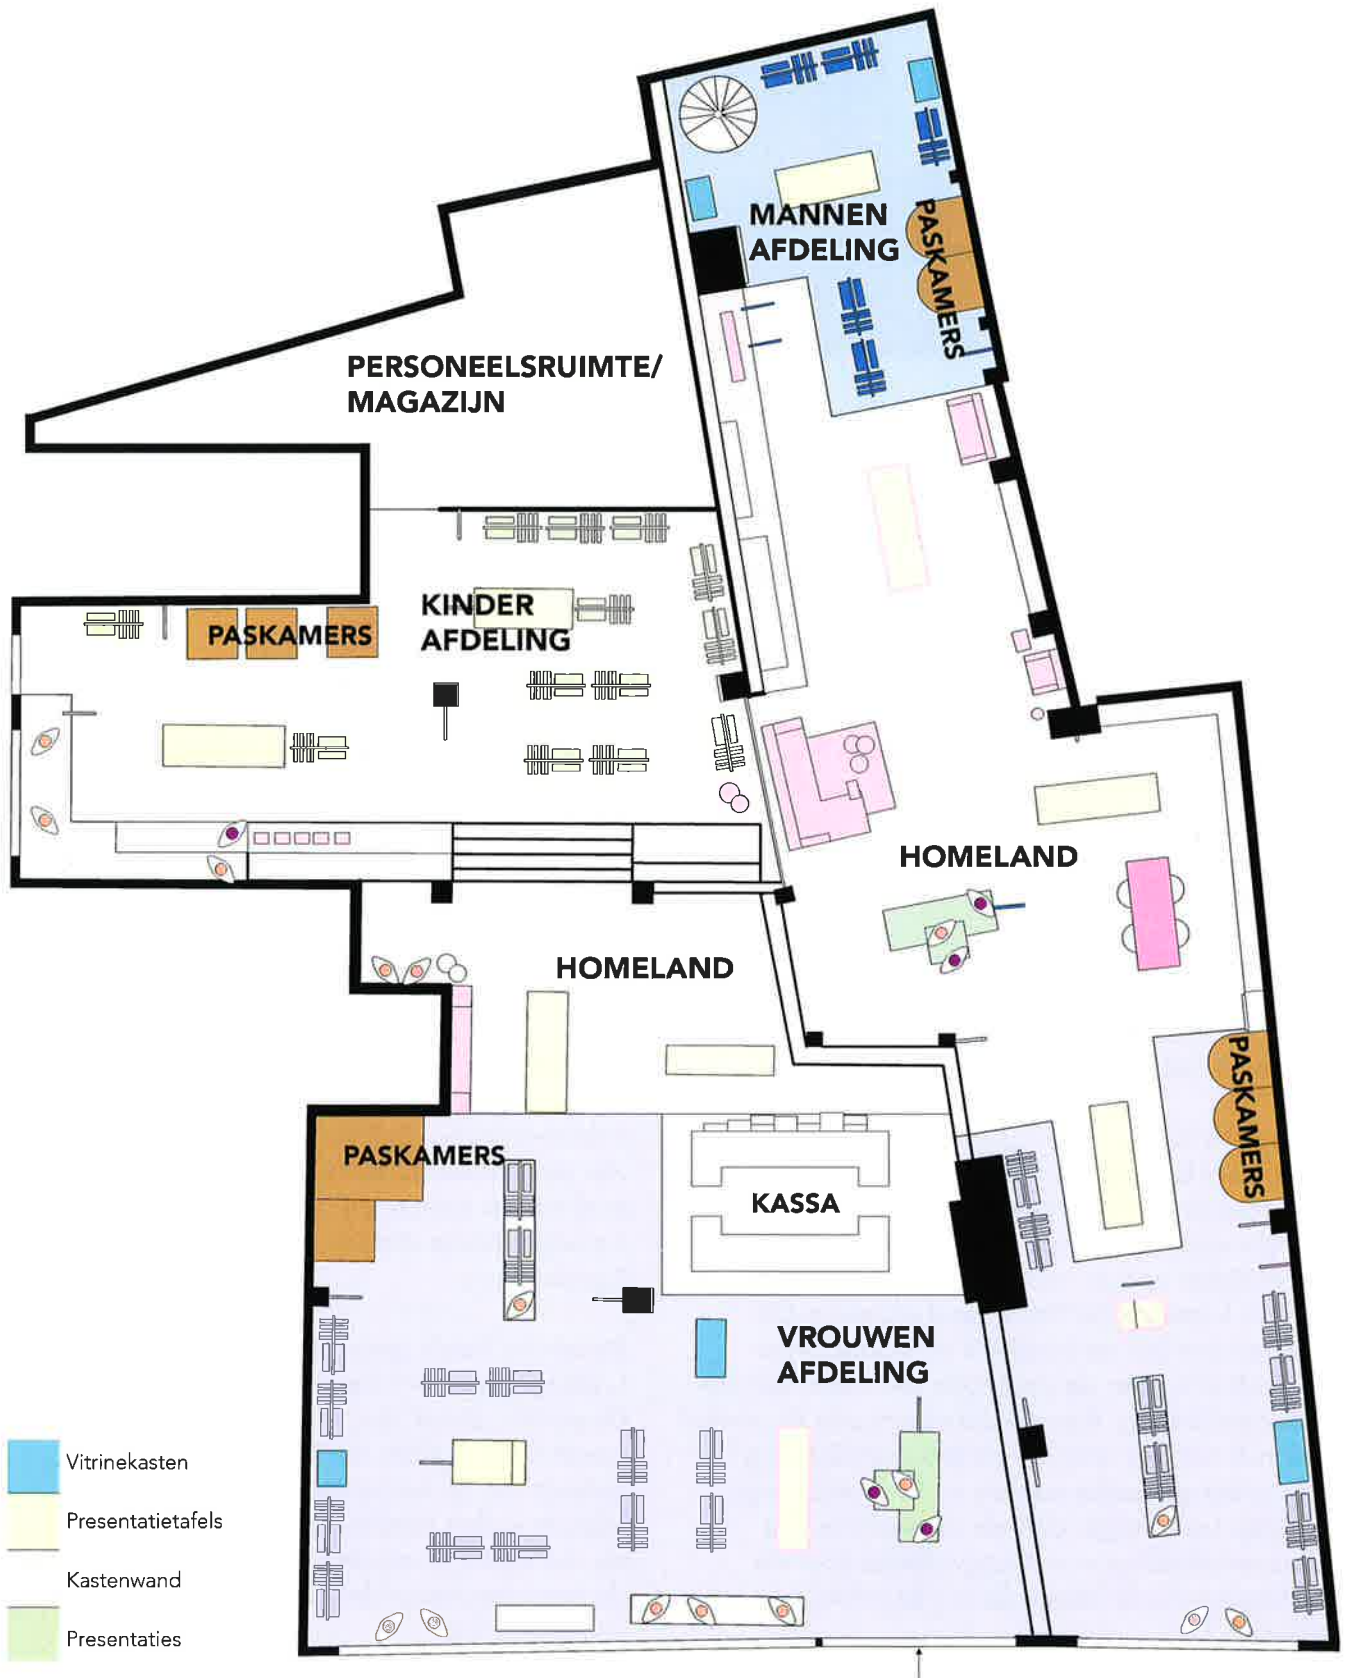 MANNEN
AFDELING
PASKAMERS
PERSONEELSRUIMTE/
MAGAZIJN
KINDER
AFDELING
PASKAMERS
HOMELAND
HOMELAND
PASKAMERS
PASKAMERS
KASSA
VROUWEN
AFDELING
Vitrinekasten
Presentatietafels
Kastenwand
Presentaties